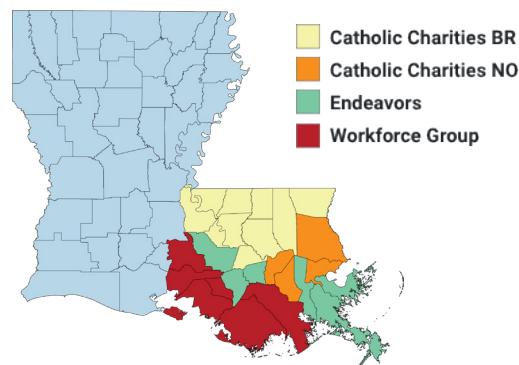 Catholic Charities BR
Catholic Charities NO
Endeavors
Workforce Group